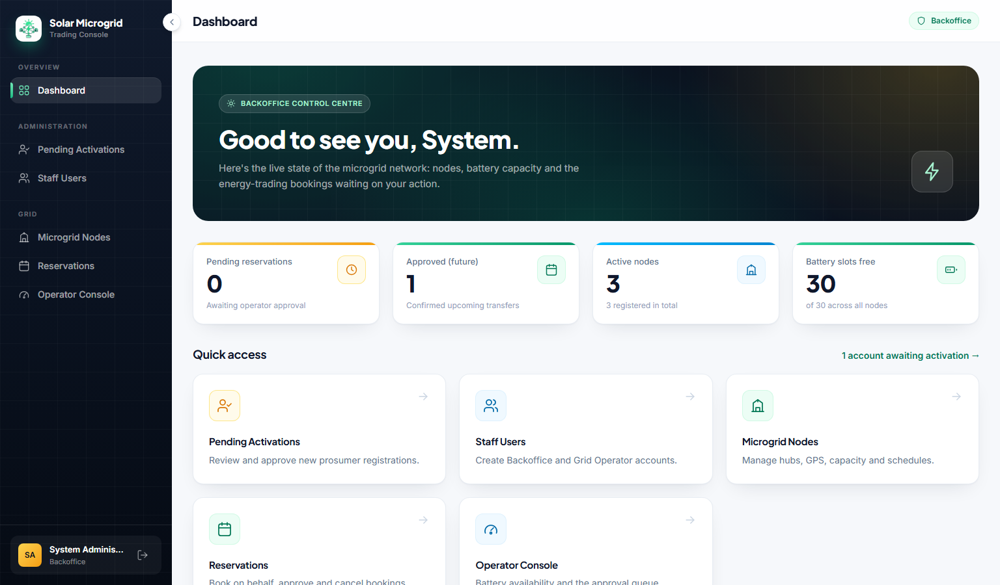 Solar Microgrid
Trading Console
OVERVIEW
Dashboard
ADMINISTRATION
Pending Activations
Staff Users
GRID
Microgrid Nodes
Reservations
Operator Console
SA
System Adminis...
Backoffice
Dashboard
Backoffice
BACKOFFICE CONTROL CENTRE
Good to see you, System.
Here's the live state of the microgrid network: nodes, battery capacity and the
energy-trading bookings waiting on your action.
Pending reservations
0
Awaiting operator approval
Approved (future)
1
Confirmed upcoming transfers
Active nodes
3
3 registered in total
Battery slots free
30
of 30 across all nodes
Quick access
1 account awaiting activation →
Pending Activations
Review and approve new prosumer registrations.
Staff Users
Create Backoffice and Grid Operator accounts.
Microgrid Nodes
Manage hubs, GPS, capacity and schedules.
Reservations
Book on behalf, approve and cancel bookings.
Operator Console
Battery availability and the approval queue.